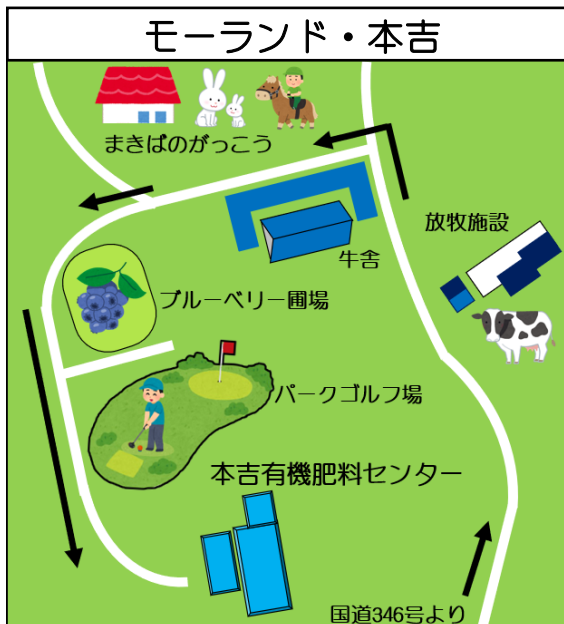 モーランド・本吉
まきばのがっこう
放牧施設
牛舎
ブルーベリー圃場
パークゴルフ場
本吉有機肥料センター
国道346号より